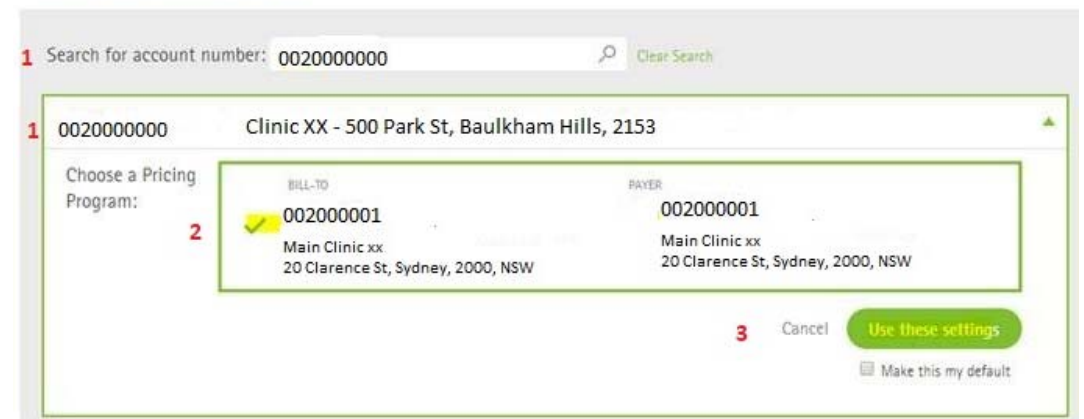 1 Search for account number: 0020000000 Clear Search
1 0020000000 Clinic XX - 500 Park St, Baulkham Hills, 2153
Choose a Pricing Program:
2
BILL-TO PAYER
002000001 002000001
Main Clinic xx Main Clinic xx
20 Clarence St, Sydney, 2000, NSW 20 Clarence St, Sydney, 2000, NSW
3 Cancel Use these settings
Make this my default